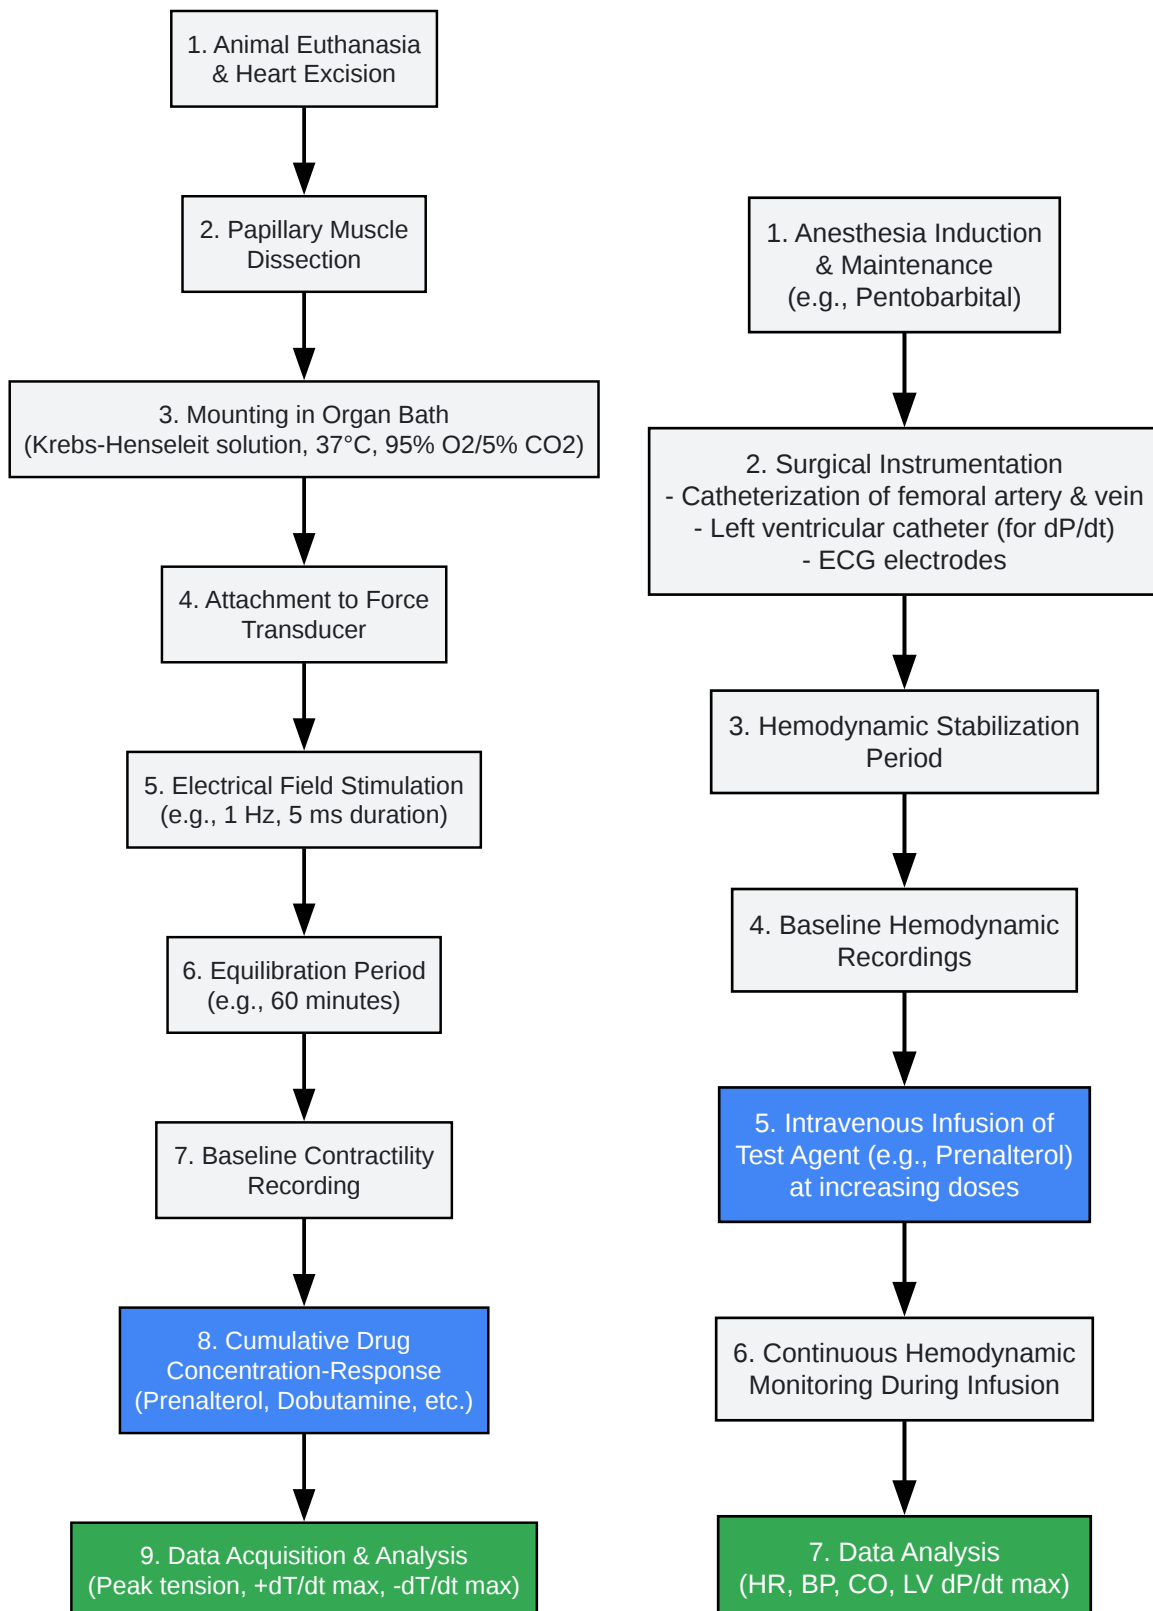 1. Animal Euthanasia
& Heart Excision
2. Papillary Muscle
Dissection
3. Mounting in Organ Bath
(Krebs-Henseleit solution, 37°C, 95% O2/5% CO2)
4. Attachment to Force
Transducer
5. Electrical Field Stimulation
(e.g., 1 Hz, 5 ms duration)
6. Equilibration Period
(e.g., 60 minutes)
7. Baseline Contractility
Recording
8. Cumulative Drug
Concentration-Response
(Prenalterol, Dobutamine, etc.)
9. Data Acquisition & Analysis
(Peak tension, +dT/dt max, -dT/dt max)
1. Anesthesia Induction
& Maintenance
(e.g., Pentobarbital)
2. Surgical Instrumentation
- Catheterization of femoral artery & vein
- Left ventricular catheter (for dP/dt)
- ECG electrodes
3. Hemodynamic Stabilization
Period
4. Baseline Hemodynamic
Recordings
5. Intravenous Infusion of
Test Agent (e.g., Prenalterol)
at increasing doses
6. Continuous Hemodynamic
Monitoring During Infusion
7. Data Analysis
(HR, BP, CO, LV dP/dt max)